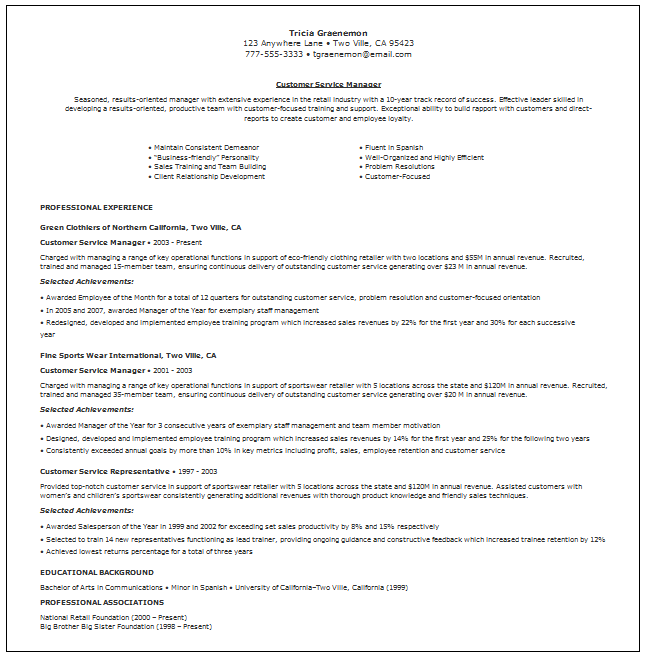 Tricia Graenemon
123 Anywhere Lane • Two Ville, CA 95423
777-555-3333 • tgraenemon@email.com
Customer Service Manager
Seasoned, results-oriented manager with extensive experience in the retail industry with a 10-year track record of success. Effective leader skilled in
developing a results-oriented, productive team with customer-focused training and support. Exceptional ability to build rapport with customers and direct-
reports to create customer and employee loyalty.
• Maintain Consistent Demeanor
• "Business-friendly" Personality
• Sales Training and Team Building
• Client Relationship Development
• Fluent in Spanish
• Well-Organized and Highly Efficient
• Problem Resolutions
• Customer-Focused
PROFESSIONAL EXPERIENCE
Green Clothiers of Northern California, Two Ville, CA
Customer Service Manager • 2003 - Present
Charged with managing a range of key operational functions in support of eco-friendly clothing retailer with two locations and $55M in annual revenue. Recruited,
trained and managed 15-member team, ensuring continuous delivery of outstanding customer service generating over $23 M in annual revenue.
Selected Achievements:
• Awarded Employee of the Month for a total of 12 quarters for outstanding customer service, problem resolution and customer-focused orientation
• In 2005 and 2007, awarded Manager of the Year for exemplary staff management
• Redesigned, developed and implemented employee training program which increased sales revenues by 22% for the first year and 30% for each successive
year
Fine Sports Wear International, Two Ville, CA
Customer Service Manager • 2001 - 2003
Charged with managing a range of key operational functions in support of sportswear retailer with 5 locations across the state and $120M in annual revenue. Recruited,
trained and managed 35-member team, ensuring continuous delivery of outstanding customer service generating over $20 M in annual revenue.
Selected Achievements:
• Awarded Manager of the Year for 3 consecutive years of exemplary staff management and team member motivation
• Designed, developed and implemented employee training program which increased sales revenues by 14% for the first year and 25% for the following two years
• Consistently exceeded annual goals by more than 10% in key metrics including profit, sales, employee retention and customer service
Customer Service Representative • 1997 - 2003
Provided top-notch customer service in support of sportswear retailer with 5 locations across the state and $120M in annual revenue. Assisted customers with
women's and children's sportswear consistently generating additional revenues with thorough product knowledge and friendly sales techniques.
Selected Achievements:
• Awarded Salesperson of the Year in 1999 and 2002 for exceeding set sales productivity by 8% and 15% respectively
• Selected to train 14 new representatives functioning as lead trainer, providing ongoing guidance and constructive feedback which increased trainee retention by 12%
• Achieved lowest returns percentage for a total of three years
EDUCATIONAL BACKGROUND
Bachelor of Arts in Communications • Minor in Spanish • University of California–Two Ville, California (1999)
PROFESSIONAL ASSOCIATIONS
National Retail Foundation (2000 – Present)
Big Brother Big Sister Foundation (1998 – Present)